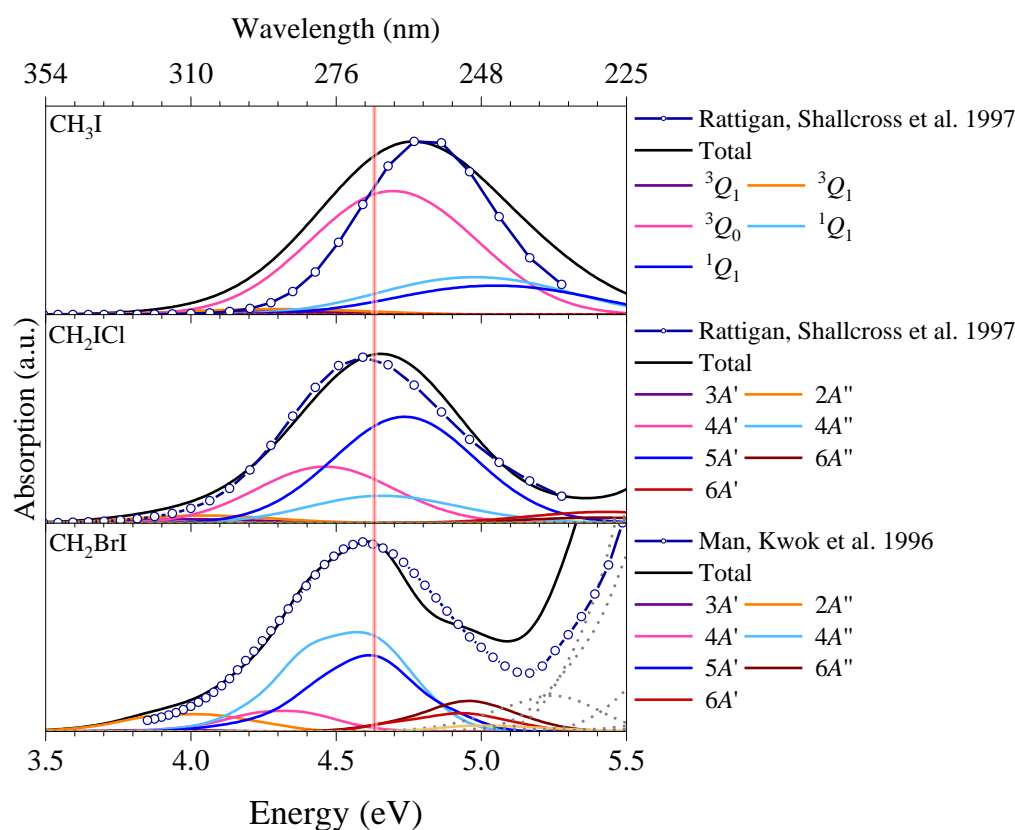 Wavelength (nm)
354 310 276 248 225
Absorption (a.u.)
CH₃I
Rattigan, Shallcross et al. 1997
Total
³Q₁ ³Q₁
³Q₀ ¹Q₁
¹Q₁
CH₂ICl
Rattigan, Shallcross et al. 1997
Total
3A' 2A''
4A' 4A''
5A' 6A''
6A'
CH₂BrI
Man, Kwok et al. 1996
Total
3A' 2A''
4A' 4A''
5A' 6A''
6A'
3.5 4.0 4.5 5.0 5.5
Energy (eV)